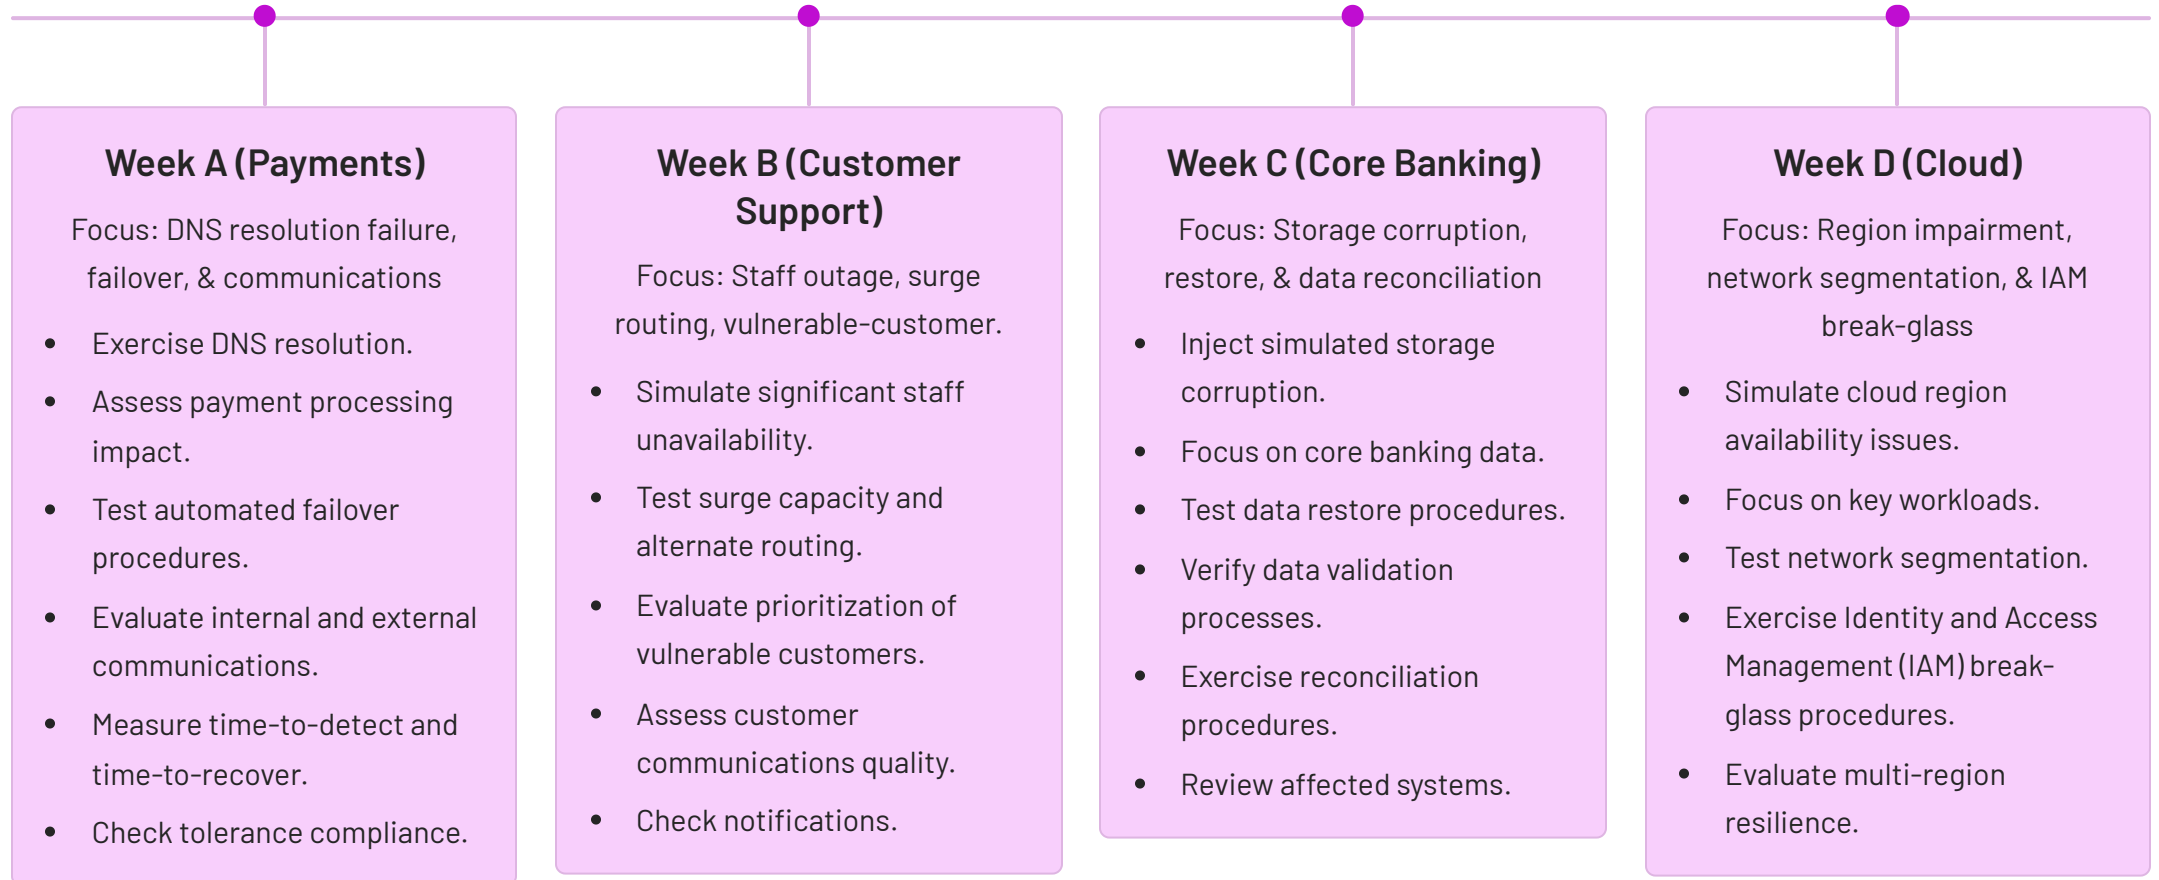 Week A (Payments)
Focus: DNS resolution failure,
failover, & communications
• Exercise DNS resolution.
• Assess payment processing
impact.
• Test automated failover
procedures.
• Evaluate internal and external
communications.
• Measure time-to-detect and
time-to-recover.
• Check tolerance compliance.
Week B (Customer
Support)
Focus: Staff outage, surge
routing, vulnerable-customer.
• Simulate significant staff
unavailability.
• Test surge capacity and
alternate routing.
• Evaluate prioritization of
vulnerable customers.
• Assess customer
communications quality.
• Check notifications.
Week C (Core Banking)
Focus: Storage corruption,
restore, & data reconciliation
• Inject simulated storage
corruption.
• Focus on core banking data.
• Test data restore procedures.
• Verify data validation
processes.
• Exercise reconciliation
procedures.
• Review affected systems.
Week D (Cloud)
Focus: Region impairment,
network segmentation, & IAM
break-glass
• Simulate cloud region
availability issues.
• Focus on key workloads.
• Test network segmentation.
• Exercise Identity and Access
Management (IAM) break-
glass procedures.
• Evaluate multi-region
resilience.